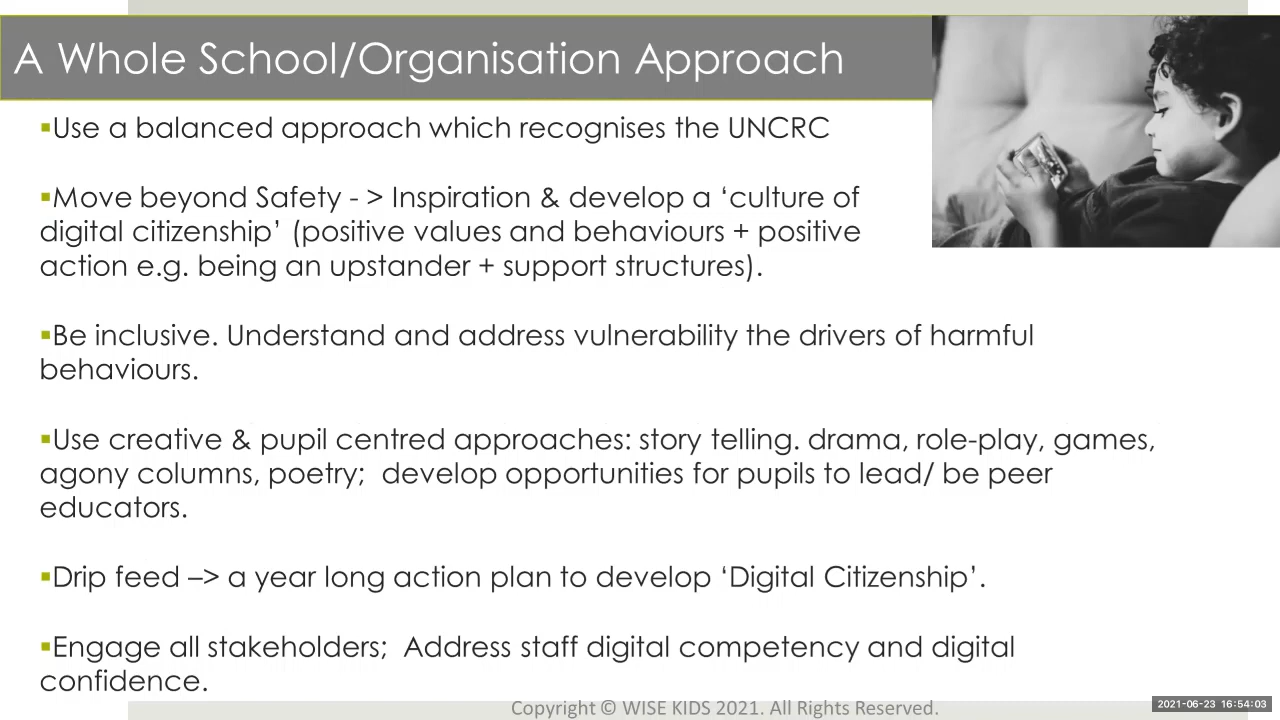 A Whole School/Organisation Approach
▪Use a balanced approach which recognises the UNCRC
▪Move beyond Safety - > Inspiration & develop a ‘culture of
digital citizenship’ (positive values and behaviours + positive
action e.g. being an upstander + support structures).
▪Be inclusive. Understand and address vulnerability the drivers of harmful
behaviours.
▪Use creative & pupil centred approaches: story telling. drama, role-play, games,
agony columns, poetry;  develop opportunities for pupils to lead/ be peer
educators.
▪Drip feed –> a year long action plan to develop ‘Digital Citizenship’.
▪Engage all stakeholders;  Address staff digital competency and digital
confidence.
Copyright © WISE KIDS 2021. All Rights Reserved.
2021-06-23 16:54:03